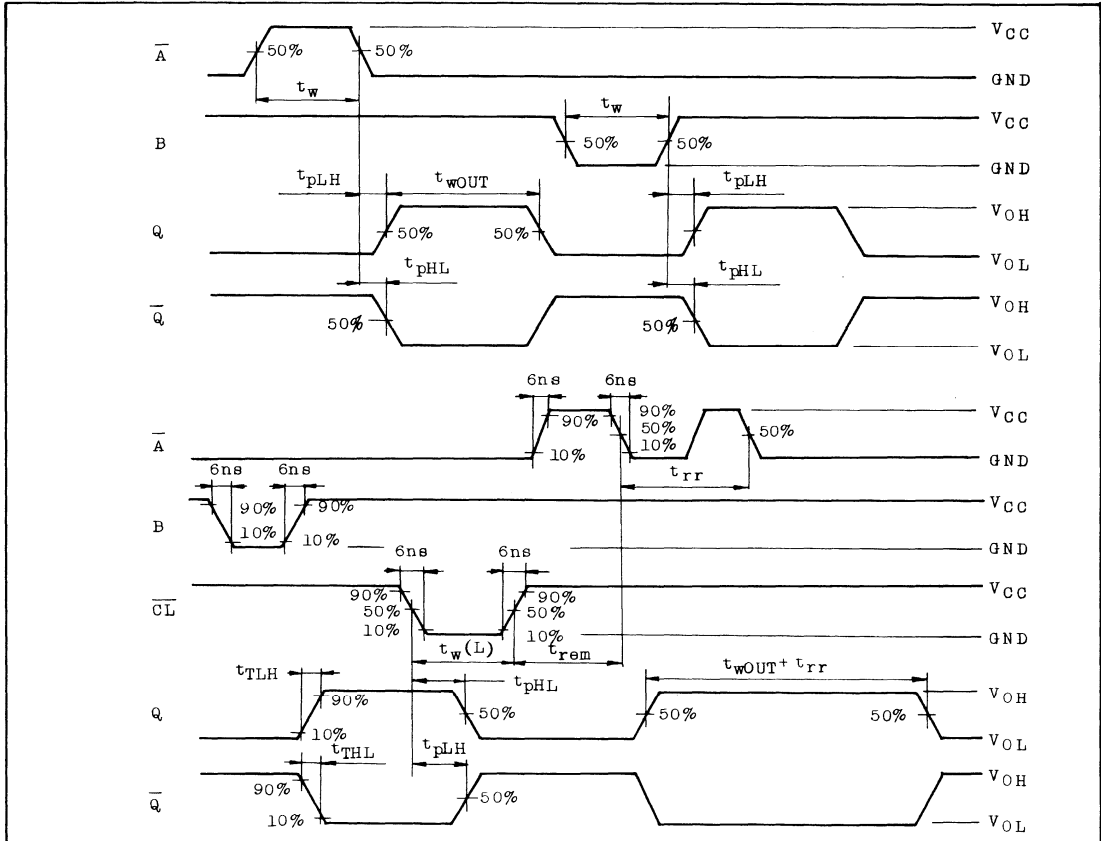 A̅ 50% 50% VCC
tw GND
B 50% tw 50% VCC
GND
tpLH twOUT tpLH
Q 50% 50% VOH
VOL
tpHL tpHL
Q̅ 50% 50% VOH
VOL
6ns 6ns
A̅ 90% 90% 50% VCC
50%
10% 10% GND
trr
6ns 6ns
B 90% 90% VCC
10% 10% GND
6ns 6ns
C̅L̅ 90% 90% VCC
50% 50%
10% 10% GND
tw(L) trem
tTLH tpHL twOUT + trr
Q 90% 50% 50% 50% VOH
10% VOL
tTHL tpLH
Q̅ 90% 50% VOH
10% VOL